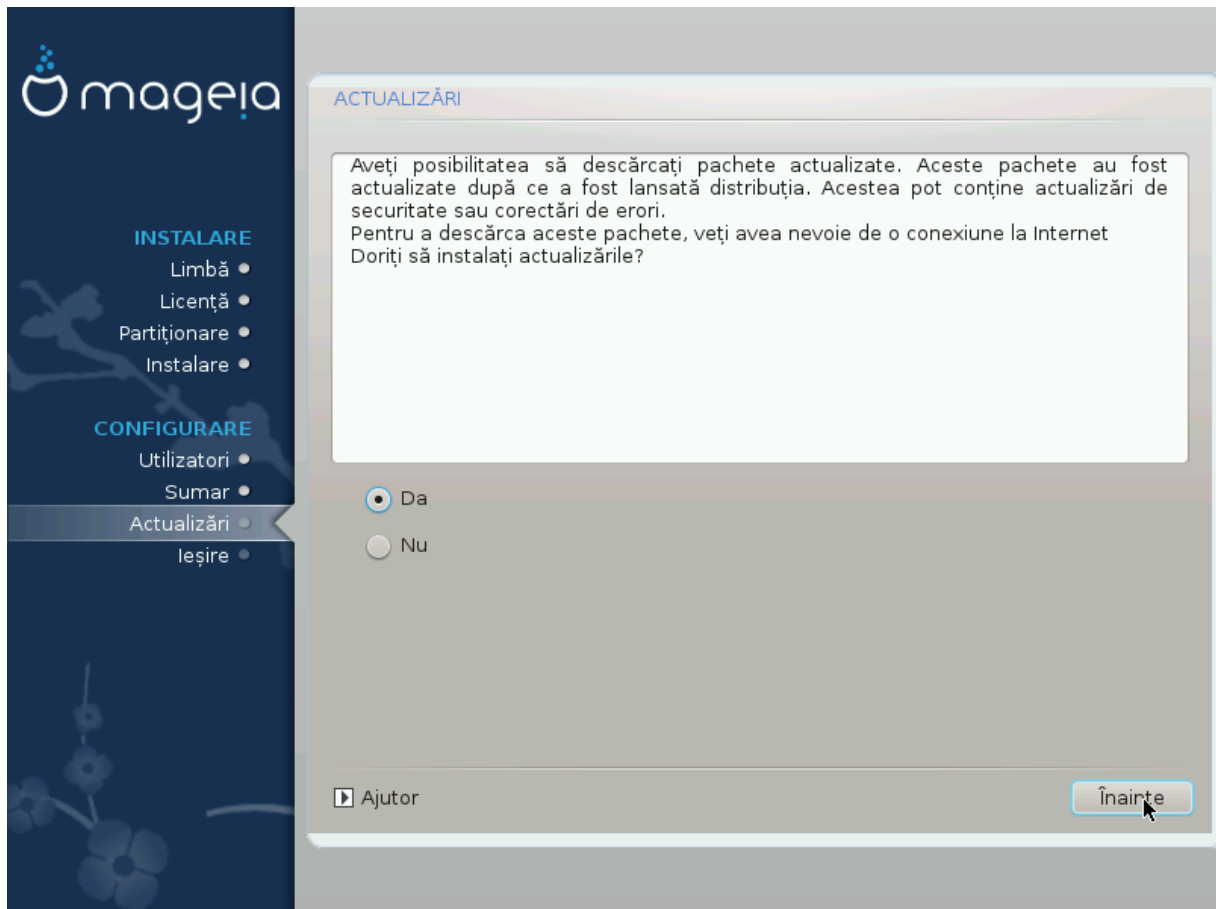 mageia
INSTALARE
Limbă
Licență
Partiționare
Instalare
CONFIGURARE
Utilizatori
Sumar
Actualizări
Ieșire
ACTUALIZĂRI
Aveți posibilitatea să descărcați pachete actualizate. Aceste pachete au fost
actualizate după ce a fost lansată distribuția. Acestea pot conține actualizări de
securitate sau corectări de erori.
Pentru a descărca aceste pachete, veți avea nevoie de o conexiune la Internet
Doriți să instalați actualizările?
Da
Nu
Ajutor
Înainte